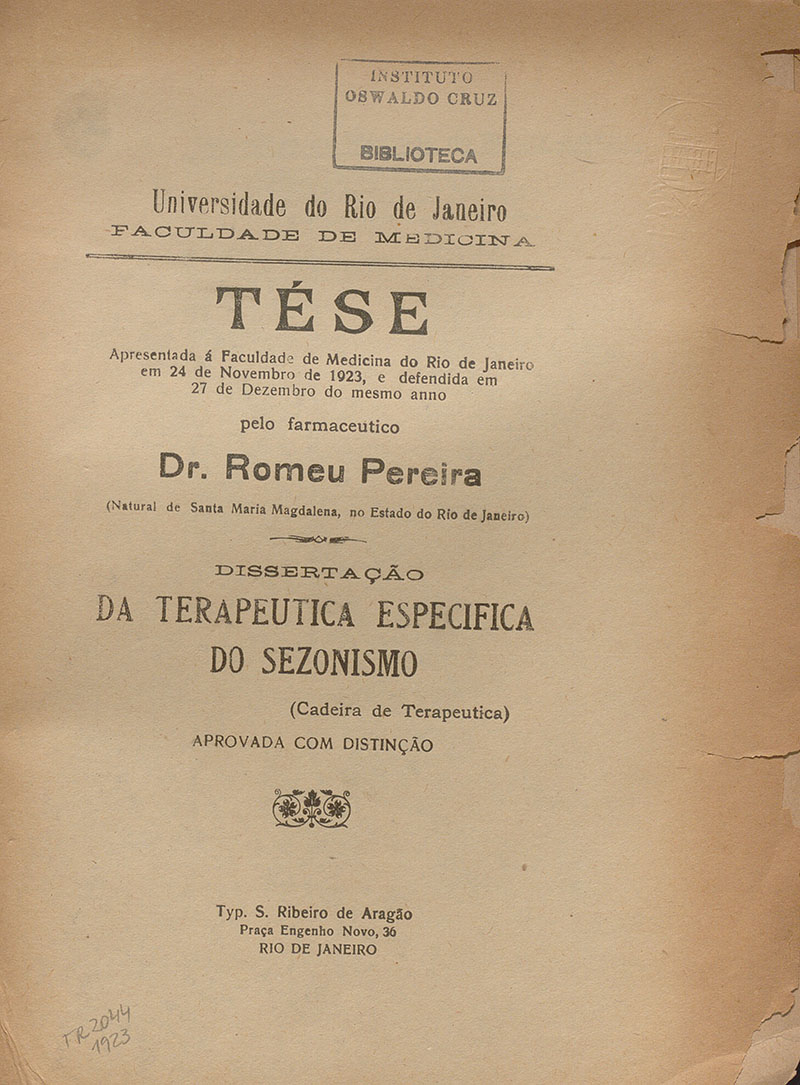 INSTITUTO
OSWALDO CRUZ
BIBLIOTECA
Universidade do Rio de Janeiro
FACULDADE DE MEDICINA
TÉSE
Apresentada á Faculdade de Medicina do Rio de Janeiro
em 24 de Novembro de 1923, e defendida em
27 de Dezembro do mesmo anno
pelo farmaceutico
Dr. Romeu Pereira
(Natural de Santa Maria Magdalena, no Estado do Rio de Janeiro)
DISSERTAÇÃO
DA TERAPEUTICA ESPECIFICA
DO SEZONISMO
(Cadeira de Terapeutica)
APROVADA COM DISTINÇÃO
Typ. S. Ribeiro de Aragão
Praça Engenho Novo, 36
RIO DE JANEIRO
TR2044
1923